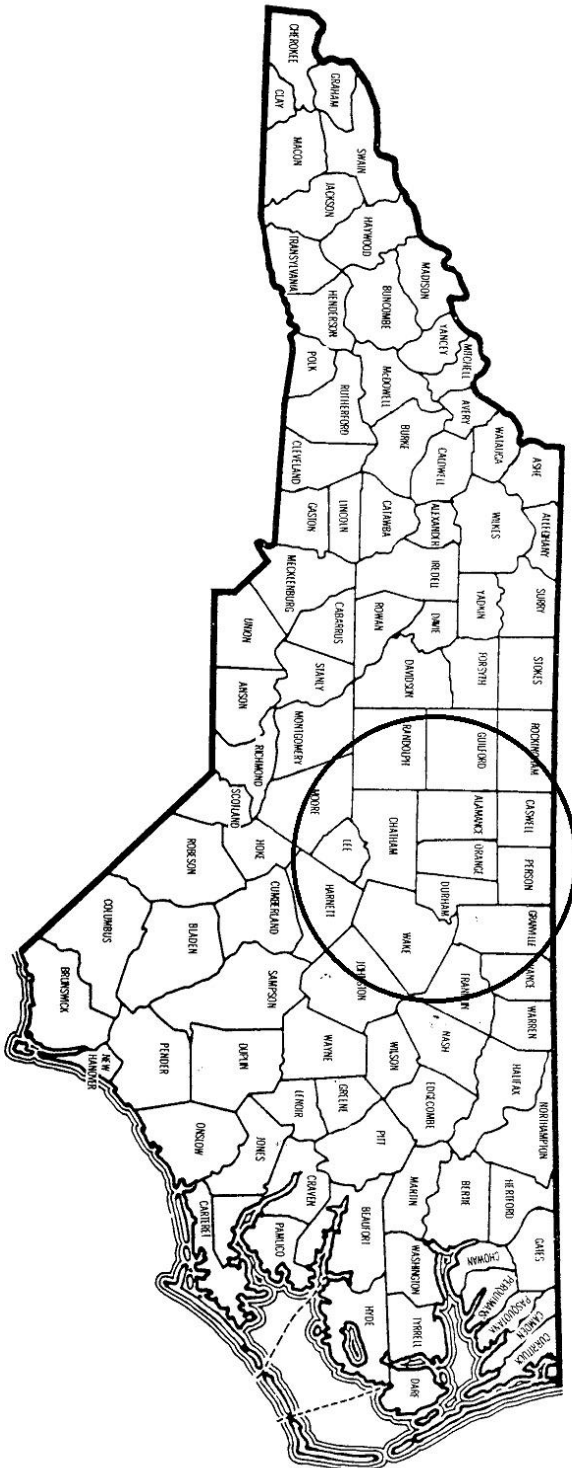 CHEROKEE
GRAHAM
CLAY
MACON
SWAIN
JACKSON
HAYWOOD
TRANSYLVANIA
MADISON
BUNCOMBE
HENDERSON
YANCEY
MITCHELL
POLK
McDOWELL
RUTHERFORD
AVERY
BURKE
CLEVELAND
WATAUGA
CALDWELL
ASHE
ALLEGHANY
WILKES
ALEXANDER
CATAWBA
LINCOLN
GASTON
IREDELL
MECKLENBURG
SURRY
YADKIN
DAVIE
ROWAN
CABARRUS
UNION
STOKES
FORSYTH
DAVIDSON
STANLY
ANSON
ROCKINGHAM
GUILFORD
RANDOLPH
MONTGOMERY
RICHMOND
SCOTLAND
CASWELL
ALAMANCE
CHATHAM
MOORE
LEE
HOKE
ROBESON
PERSON
ORANGE
DURHAM
HARNETT
CUMBERLAND
BLADEN
COLUMBUS
GRANVILLE
WAKE
JOHNSTON
SAMPSON
BRUNSWICK
VANCE
FRANKLIN
WARREN
NASH
WILSON
WAYNE
DUPLIN
PENDER
NEW
HANOVER
HALIFAX
NORTHAMPTON
EDGECOMBE
GREENE
LENOIR
JONES
ONSLOW
PITT
HERTFORD
BERTIE
MARTIN
BEAUFORT
CRAVEN
PAMLICO
CARTERET
GATES
CHOWAN
PERQUIMANS
PASQUOTANK
CAMDEN
CURRITUCK
WASHINGTON
TYRRELL
HYDE
DARE